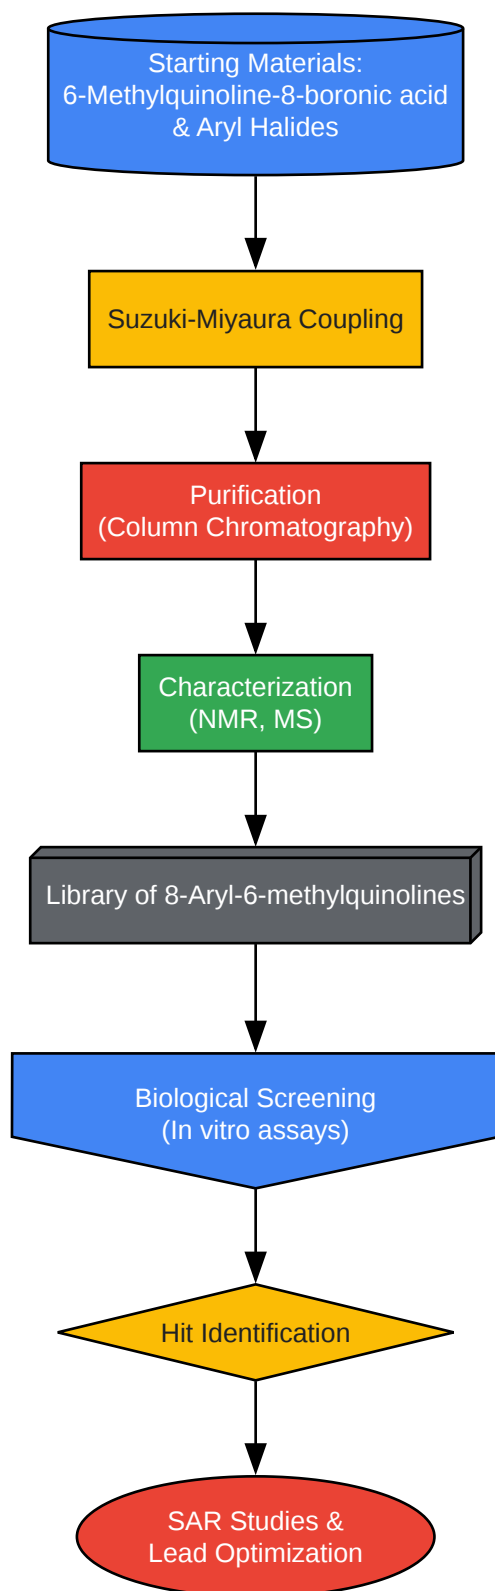 Starting Materials:
6-Methylquinoline-8-boronic acid
& Aryl Halides
Suzuki-Miyaura Coupling
Purification
(Column Chromatography)
Characterization
(NMR, MS)
Library of 8-Aryl-6-methylquinolines
Biological Screening
(In vitro assays)
Hit Identification
SAR Studies &
Lead Optimization